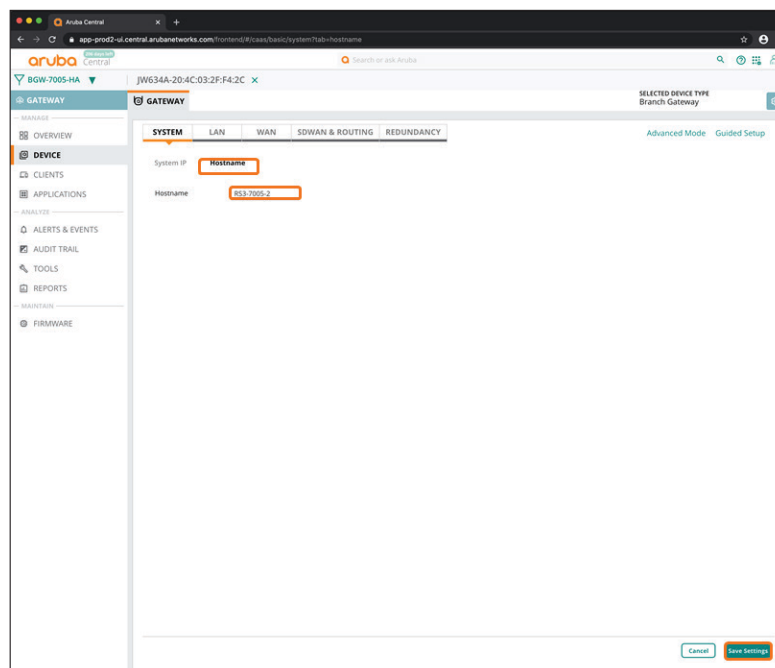 Aruba Central
app-prod2-ui.central.arubanetworks.com/frontend/#/caas/basic/system?tab=hostname
aruba Central
Search or ask Aruba
BGW-7005-HA
JW634A-20:4C:03:2F:F4:2C
GATEWAY
GATEWAY
SELECTED DEVICE TYPE
Branch Gateway
MANAGE
OVERVIEW
DEVICE
CLIENTS
APPLICATIONS
ANALYZE
ALERTS & EVENTS
AUDIT TRAIL
TOOLS
REPORTS
MAINTAIN
FIRMWARE
SYSTEM LAN WAN SDWAN & ROUTING REDUNDANCY
Advanced Mode Guided Setup
System IP Hostname
Hostname RS3-7005-2
Cancel Save Settings